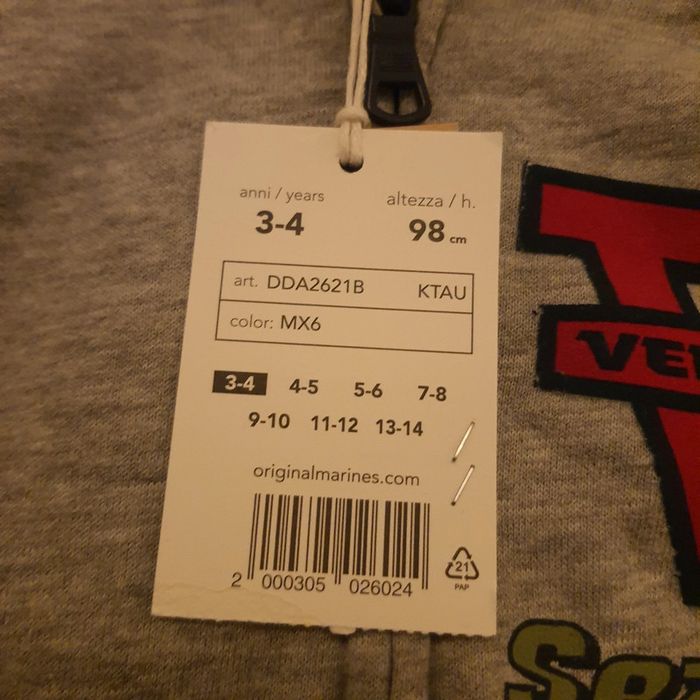 anni / years altezza / h.
3-4 98 cm
art. DDA2621B KTAU
color: MX6
3-4 4-5 5-6 7-8
9-10 11-12 13-14
originalmarines.com
2 000305 026024
21
PAP